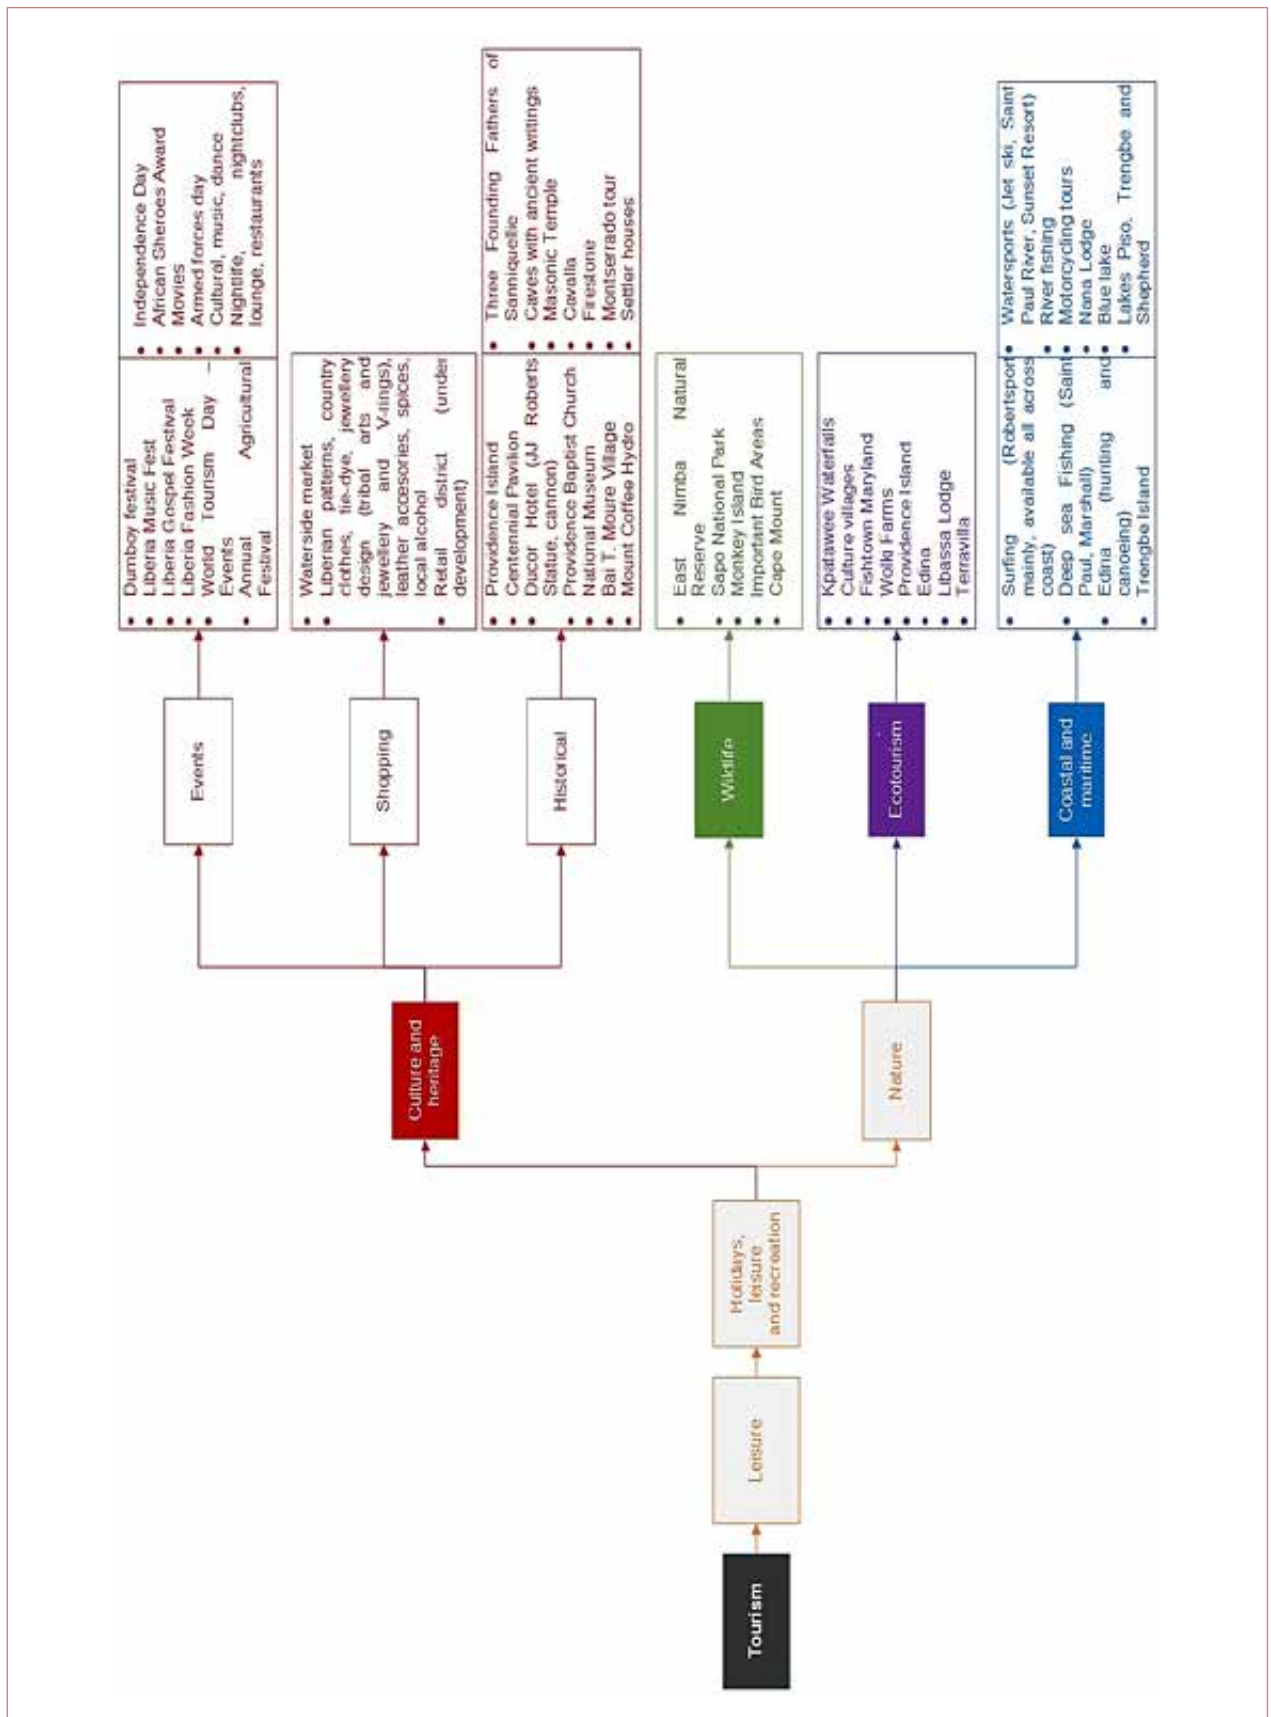 Tourism
Leisure
Holidays,
leisure
and recreation
Culture and
heritage
Nature
Events
Shopping
Historical
Wildlife
Ecotourism
Coastal and
maritime
• Dumboy festival
• Liberia Music Fest
• Liberia Gospel Festival
• Liberia Fashion Week
• World Tourism Day –
Events
• Annual Agricultural
Festival
• Independence Day
• African Sheroes Award
• Movies
• Armed forces day
• Cultural, music, dance
• Nightlife, nightclubs,
lounge, restaurants
• Waterside market
• Liberian patterns, country
clothes, tie-dye, jewellery
design (tribal arts and
jewellery and V-rings),
leather accesories, spices,
local alcohol
• Retail district (under
development)
• Providence Island
• Centennial Pavilion
• Ducor Hotel (JJ Roberts
Statue, cannon)
• Providence Baptist Church
• National Museum
• Bai T. Moure Village
• Mount Coffee Hydro
• Three Founding Fathers of
Sanniquellie
• Caves with ancient writings
• Masonic Temple
• Cavalla
• Firestone
• Montserrado tour
• Settler houses
• East Nimba Natural
Reserve
• Sapo National Park
• Monkey Island
• Important Bird Areas
• Cape Mount
• Kpatawee Waterfalls
• Culture villages
• Fishtown Maryland
• Wolki Farms
• Providence Island
• Edina
• Libassa Lodge
• Terravilla
• Surfing (Robertsport
mainly, available all across
coast)
• Deep sea Fishing (Saint
Paul, Marshall)
• Edina (hunting and
canoeing)
• Trengbe Island
• Watersports (Jet ski, Saint
Paul River, Sunset Resort)
• River fishing
• Motorcycling tours
• Nana Lodge
• Blue lake
• Lakes Piso, Trengbe and
Shepherd